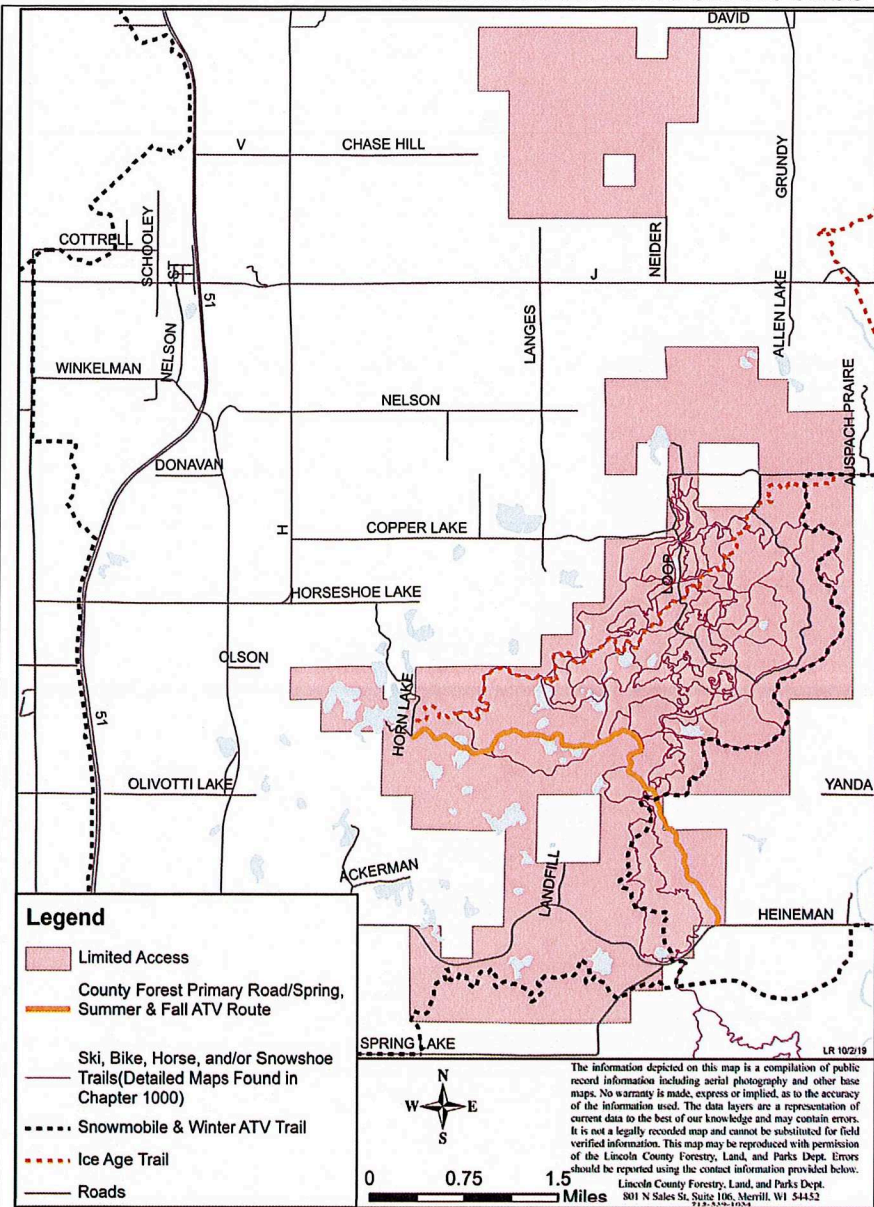 DAVID
V
CHASE HILL
GRUNDY
SCHOOLEY
COTTRELL
NEIDER
1ST
J
51
NELSON
LANGES
ALLEN LAKE
WINKELMAN
NELSON
AUSPACH-PRAIRE
DONAVAN
H
COPPER LAKE
LOOP
HORSESHOE LAKE
OLSON
HORN LAKE
51
OLIVOTTI LAKE
YANDA
ACKERMAN
LANDFILL
HEINEMAN
SPRING LAKE
LR 10/2/19
Legend
Limited Access
County Forest Primary Road/Spring,
Summer & Fall ATV Route
Ski, Bike, Horse, and/or Snowshoe
Trails(Detailed Maps Found in
Chapter 1000)
Snowmobile & Winter ATV Trail
Ice Age Trail
Roads
N
W E
S
0 0.75 1.5
Miles
The information depicted on this map is a compilation of public
record information including aerial photography and other base
maps. No warranty is made, express or implied, as to the accuracy
of the information used. The data layers are a representation of
current data to the best of our knowledge and may contain errors.
It is not a legally recorded map and cannot be substituted for field
verified information. This map may be reproduced with permission
of the Lincoln County Forestry, Land, and Parks Dept. Errors
should be reported using the contact information provided below.
Lincoln County Forestry, Land, and Parks Dept.
801 N Sales St, Suite 106, Merrill, WI 54452